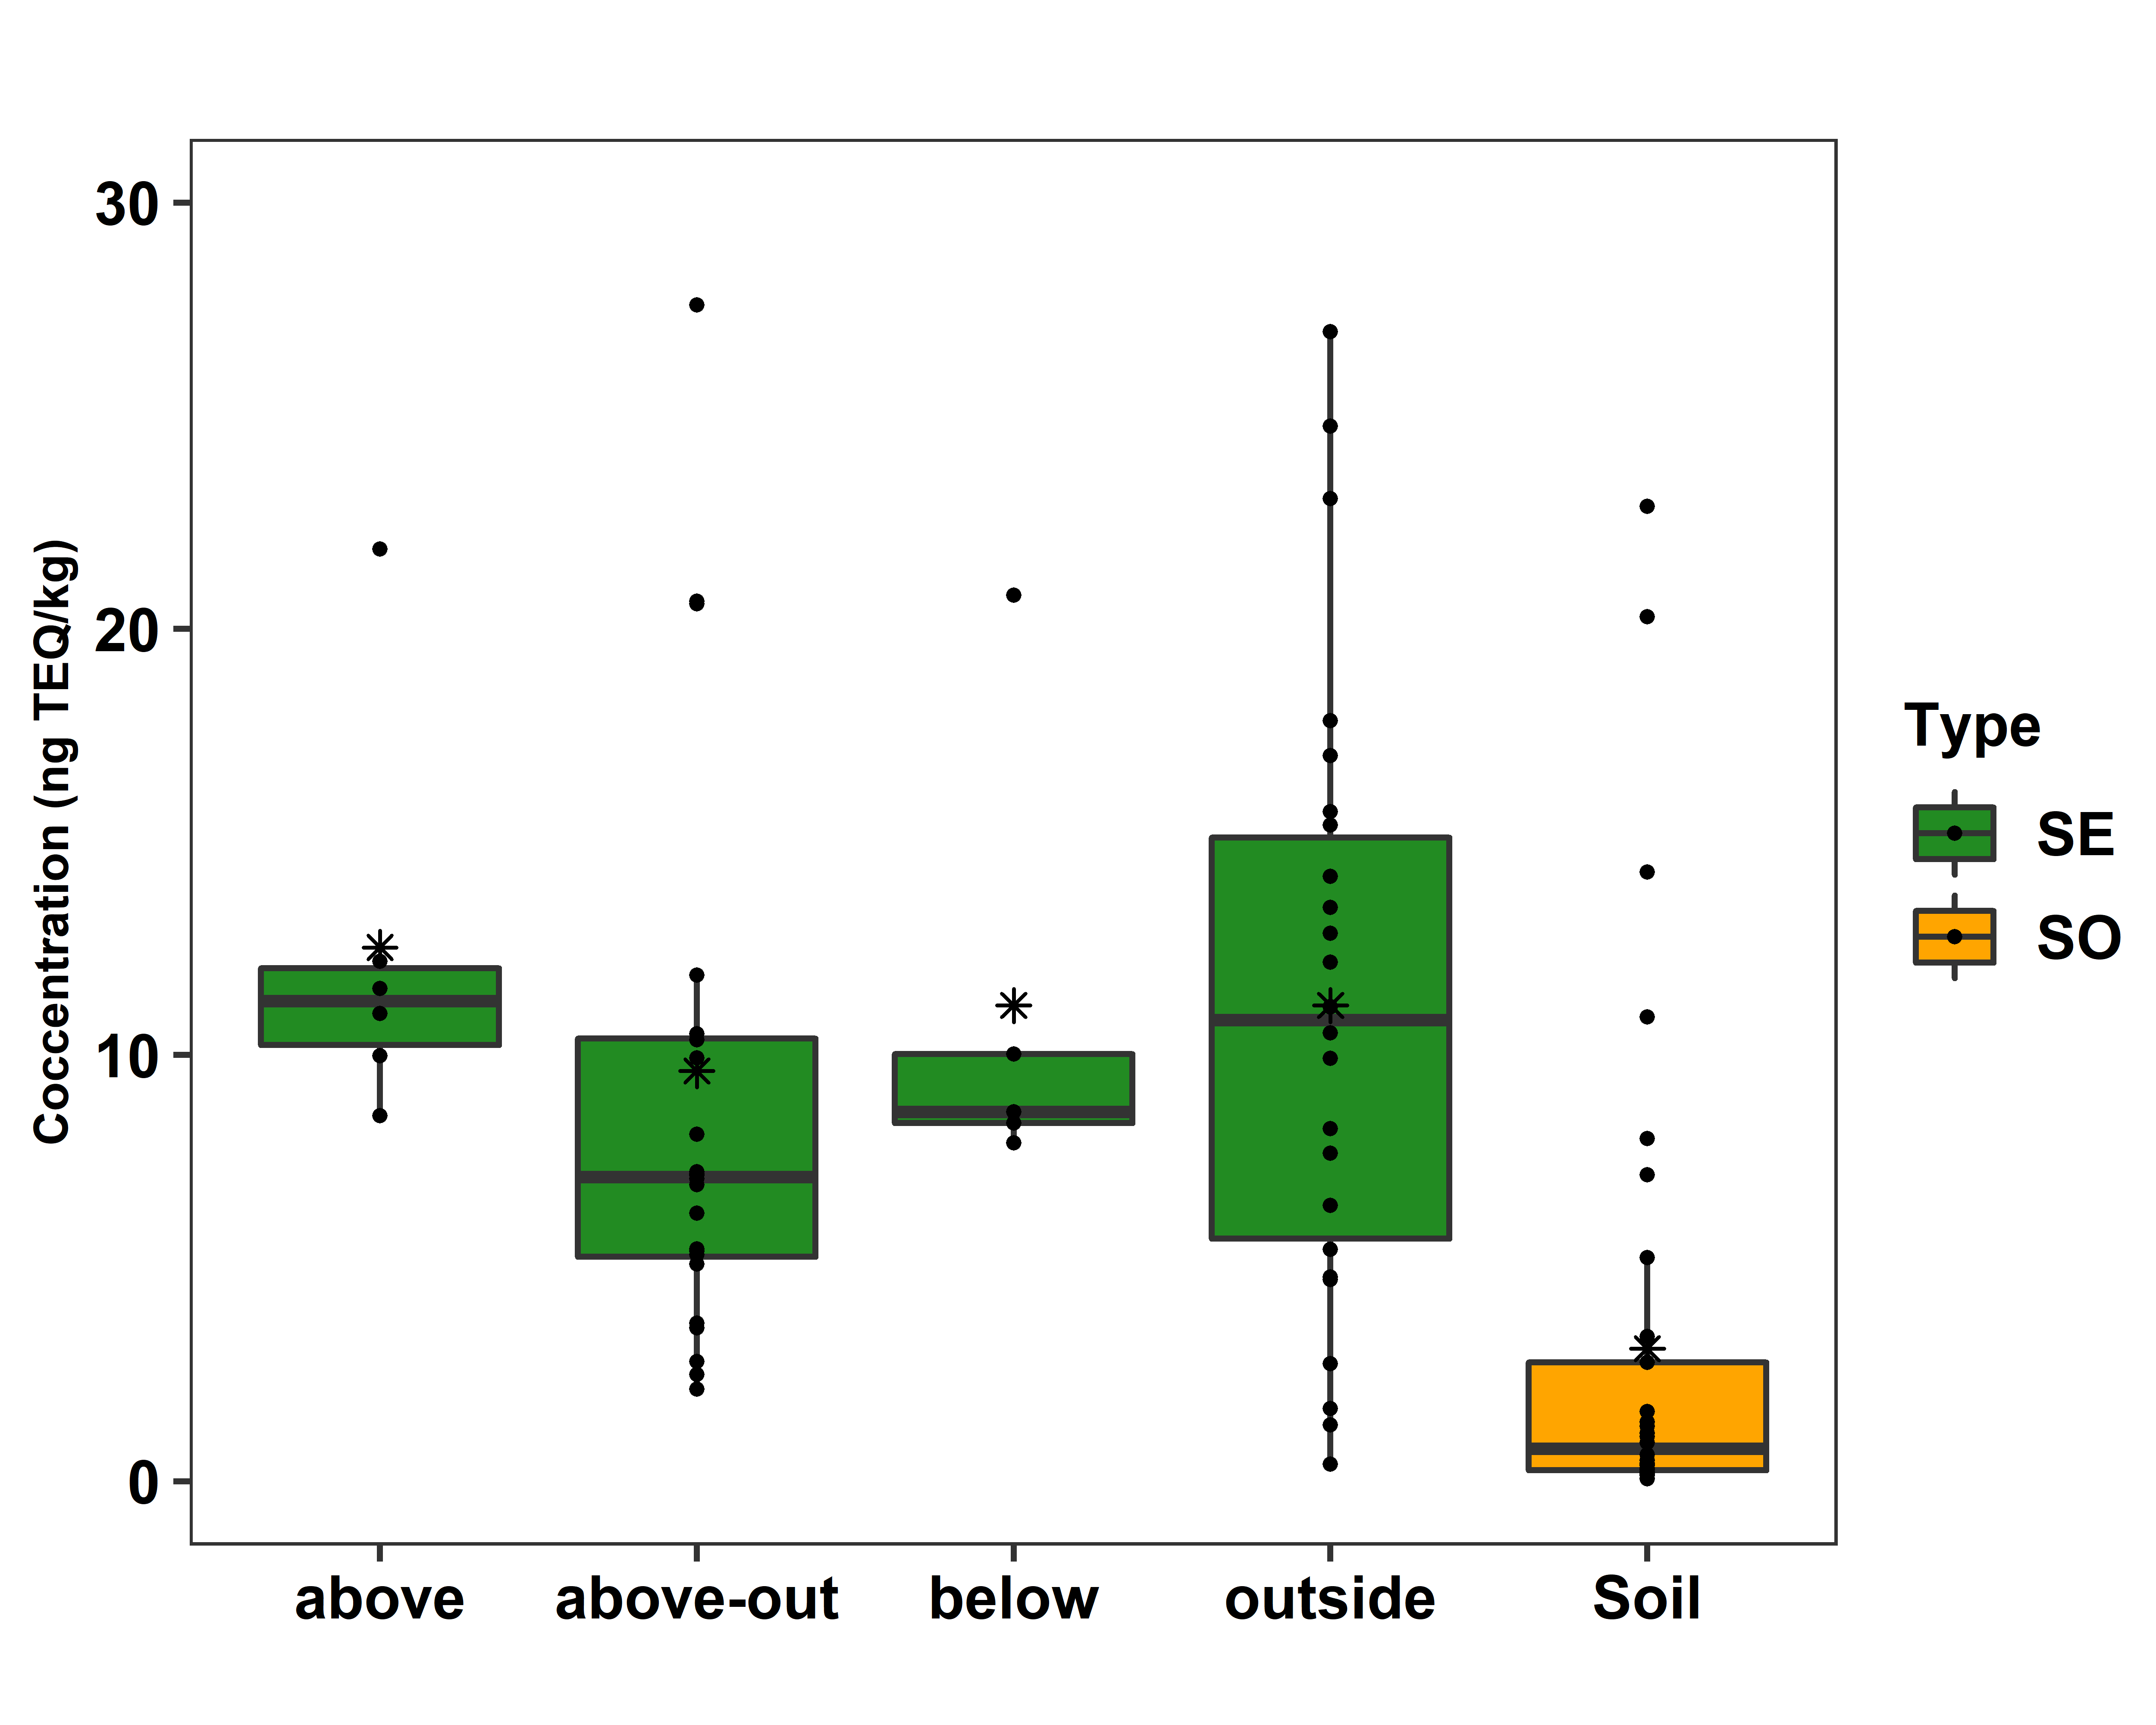 Coccentration (ng TEQ/kg)
30
20
10
0
above
above-out
below
outside
Soil
Type
SE
SO